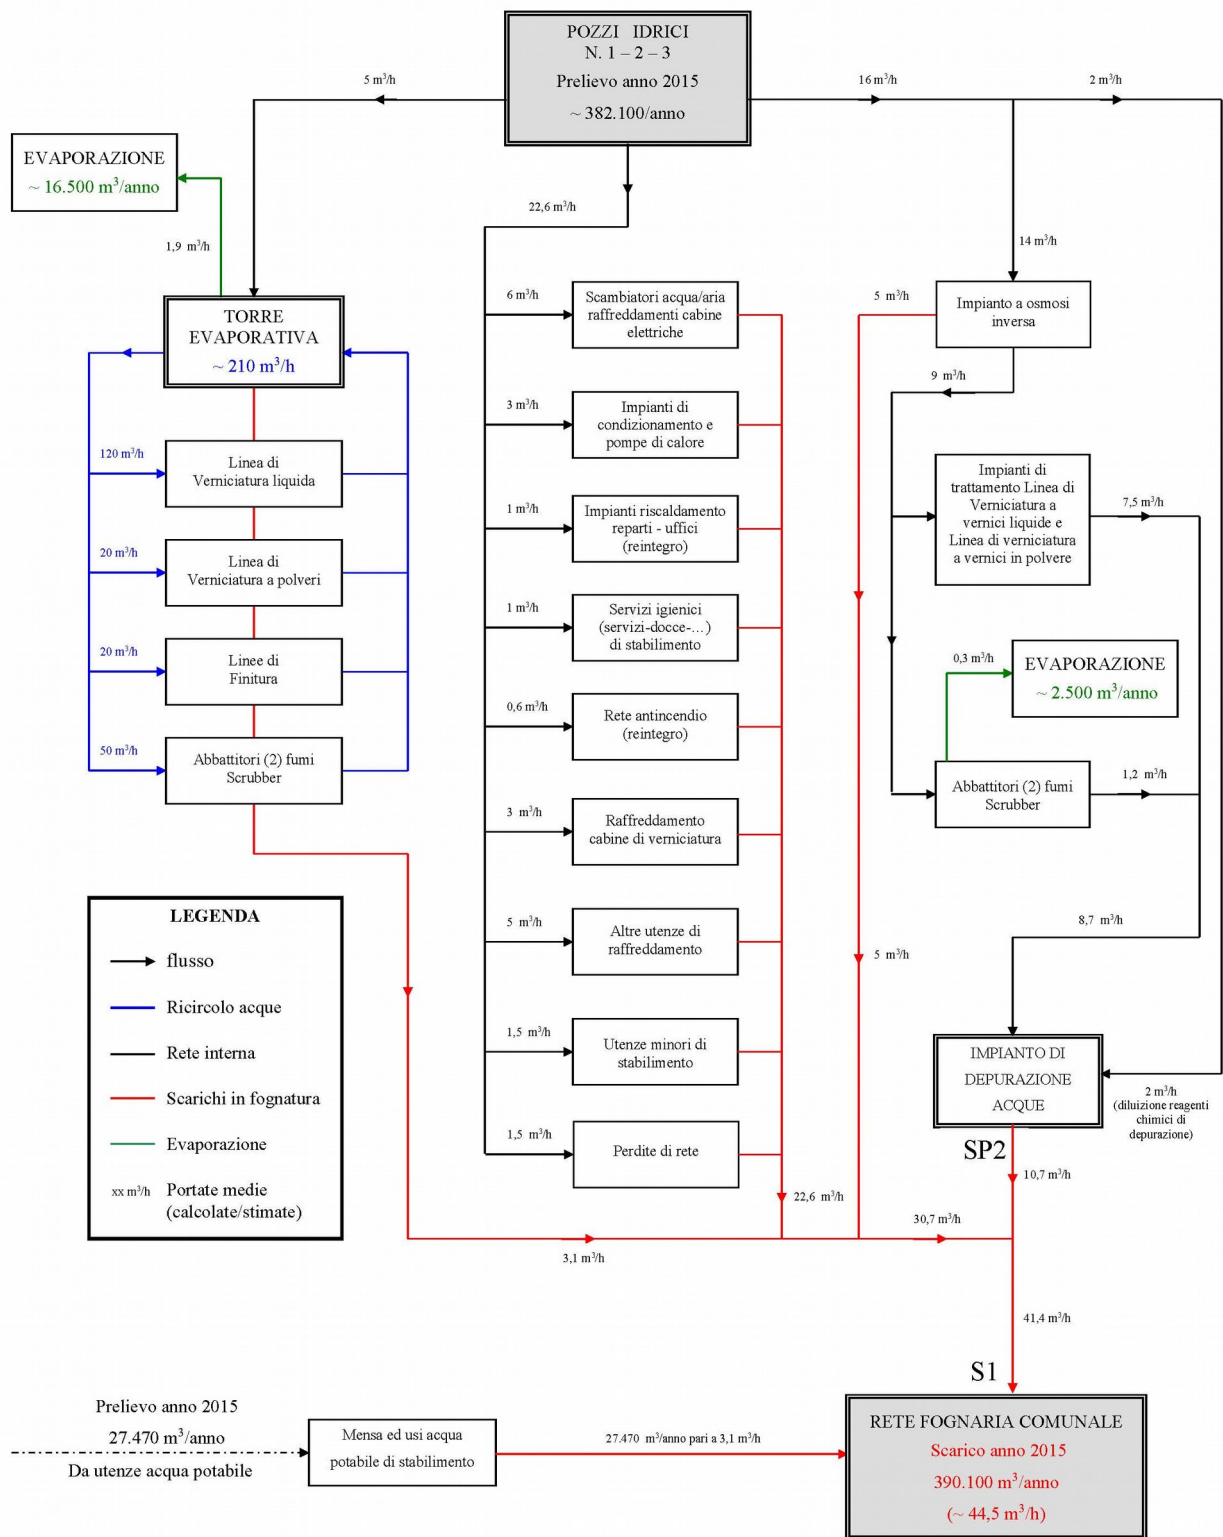 POZZI IDRICI
N. 1 – 2 – 3
Prelievo anno 2015
~ 382.100/anno
5 m³/h
16 m³/h
2 m³/h
EVAPORAZIONE
~ 16.500 m³/anno
1,9 m³/h
22,6 m³/h
14 m³/h
TORRE
EVAPORATIVA
~ 210 m³/h
120 m³/h
Linea di
Verniciatura liquida
20 m³/h
Linea di
Verniciatura a polveri
20 m³/h
Linee di
Finitura
50 m³/h
Abbattitori (2) fumi
Scrubber
6 m³/h
Scambiatori acqua/aria
raffreddamenti cabine
elettriche
3 m³/h
Impianti di
condizionamento e
pompe di calore
1 m³/h
Impianti riscaldamento
reparti - uffici
(reintegro)
1 m³/h
Servizi igienici
(servizi-docce-...)
di stabilimento
0,6 m³/h
Rete antincendio
(reintegro)
3 m³/h
Raffreddamento
cabine di verniciatura
5 m³/h
Altre utenze di
raffreddamento
1,5 m³/h
Utenze minori di
stabilimento
1,5 m³/h
Perdite di rete
22,6 m³/h
5 m³/h
Impianto a osmosi
inversa
9 m³/h
Impianti di
trattamento Linea di
Verniciatura a
vernici liquide e
Linea di verniciatura
a vernici in polvere
7,5 m³/h
0,3 m³/h
EVAPORAZIONE
~ 2.500 m³/anno
Abbattitori (2) fumi
Scrubber
1,2 m³/h
8,7 m³/h
5 m³/h
IMPIANTO DI
DEPURAZIONE
ACQUE
2 m³/h
(diluizione reagenti
chimici di
depurazione)
SP2
10,7 m³/h
30,7 m³/h
3,1 m³/h
41,4 m³/h
S1
LEGENDA
flusso
Ricircolo acque
Rete interna
Scarichi in fognatura
Evaporazione
xx m³/h Portate medie
(calcolate/stimate)
Prelievo anno 2015
27.470 m³/anno
Da utenze acqua potabile
Mensa ed usi acqua
potabile di stabilimento
27.470 m³/anno pari a 3,1 m³/h
RETE FOGNARIA COMUNALE
Scarico anno 2015
390.100 m³/anno
(~ 44,5 m³/h)